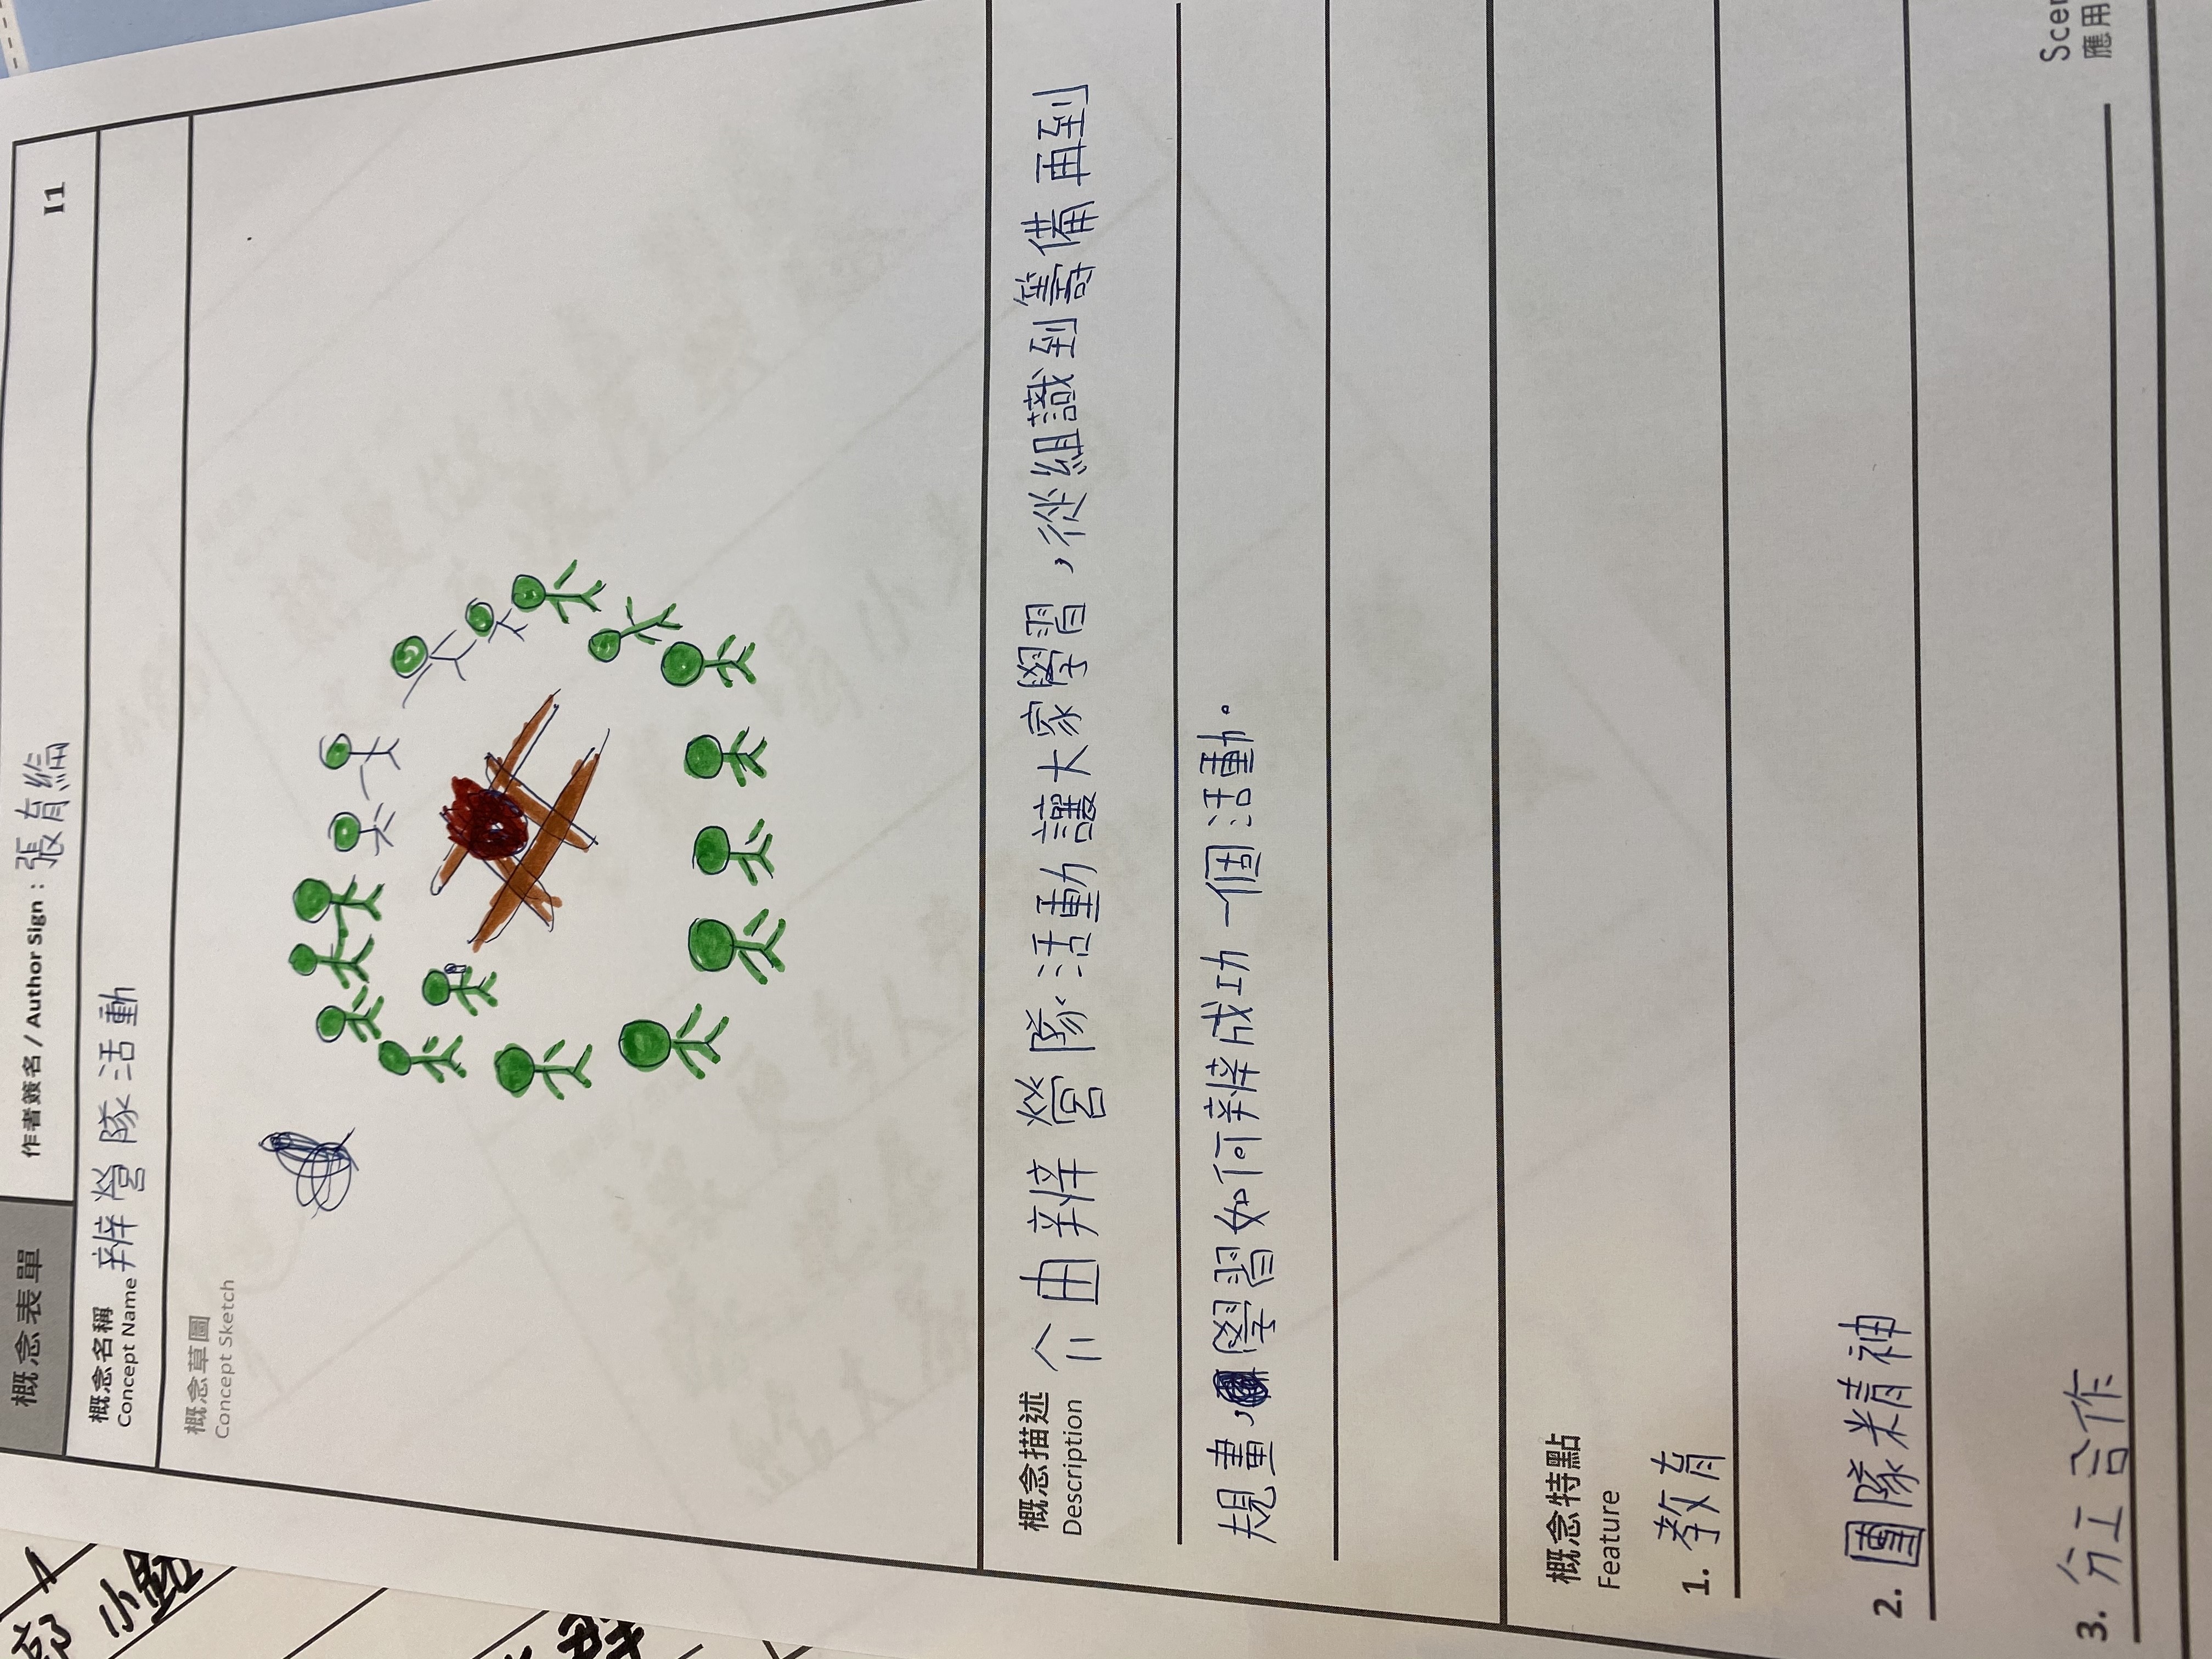 概念表單
作者簽名 / Author Sign : 張育綸
I1
概念名稱
Concept Name
辨營隊活動
概念草圖
Concept Sketch
概念描述
Description
介由辨營隊活動讓大家學習，從組識到籌備再到
規畫，學習如何辨成功一個活動。
概念特點
Feature
1. 教育
2. 團隊精神
3. 分工合作
應用